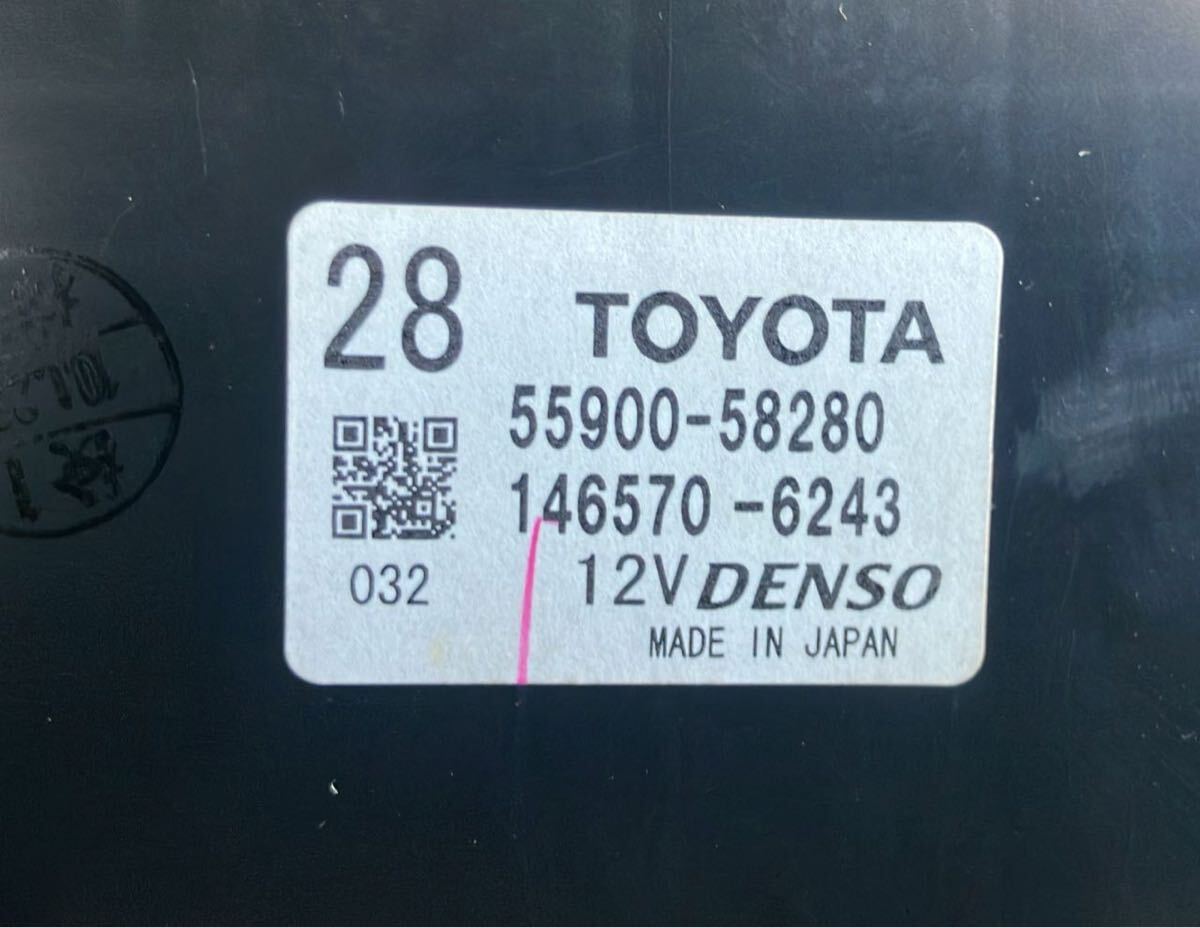 28
TOYOTA
55900-58280
146570-6243
032
12V DENSO
MADE IN JAPAN